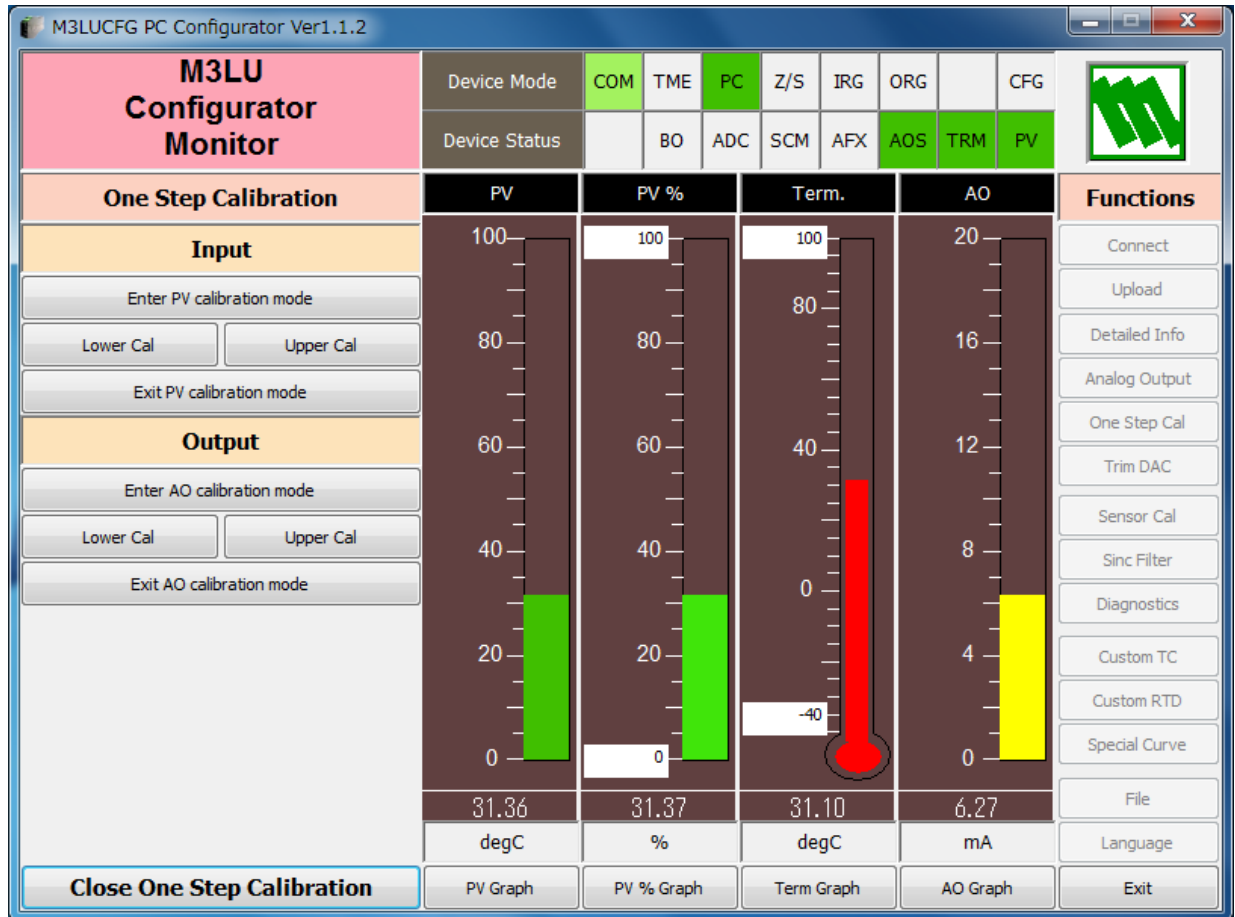 M3LUCFG PC Configurator Ver1.1.2
M3LU
Configurator
Monitor
Device Mode
COM
TME
PC
Z/S
IRG
ORG
CFG
Device Status
BO
ADC
SCM
AFX
AOS
TRM
PV
One Step Calibration
Input
Enter PV calibration mode
Lower Cal
Upper Cal
Exit PV calibration mode
Output
Enter AO calibration mode
Lower Cal
Upper Cal
Exit AO calibration mode
Close One Step Calibration
PV
100
80
60
40
20
0
31.36
degC
PV Graph
PV %
100
80
60
40
20
0
31.37
%
PV % Graph
Term.
100
80
40
0
-40
31.10
degC
Term Graph
AO
20
16
12
8
4
0
6.27
mA
AO Graph
Functions
Connect
Upload
Detailed Info
Analog Output
One Step Cal
Trim DAC
Sensor Cal
Sinc Filter
Diagnostics
Custom TC
Custom RTD
Special Curve
File
Language
Exit